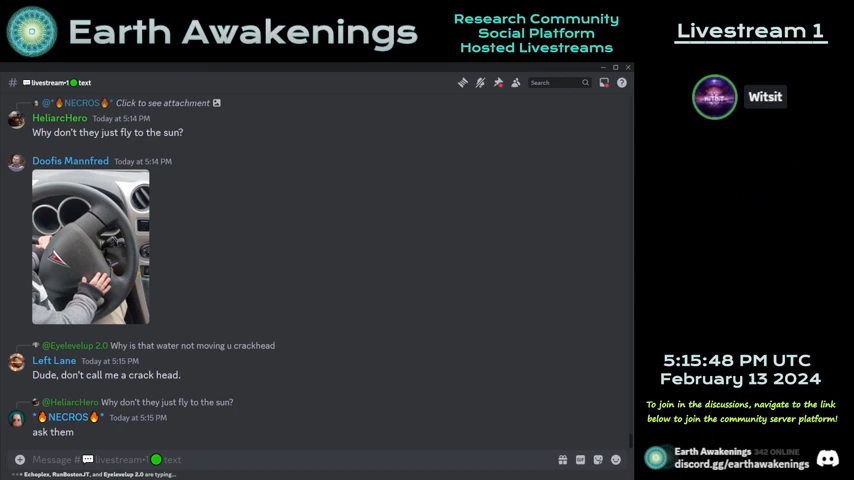 Earth Awakenings
Research Community
Social Platform
Hosted Livestreams
Livestream 1
# 💬livestream•1🟢text
Search
@*🔥NECROS🔥* Click to see attachment
HeliarcHero Today at 5:14 PM
Why don't they just fly to the sun?
Doofis Mannfred Today at 5:14 PM
@Eyelevelup 2.0 Why is that water not moving u crackhead
Left Lane Today at 5:15 PM
Dude, don't call me a crack head.
@HeliarcHero Why don't they just fly to the sun?
*🔥NECROS🔥* Today at 5:15 PM
ask them
Message #💬livestream•1🟢text
GIF
Echoplex, RunBostonJT, and Eyelevelup 2.0 are typing...
WITSIT
Witsit
5:15:48 PM UTC
February 13 2024
To join in the discussions, navigate to the link
below to join the community server platform!
Earth Awakenings 342 ONLINE
discord.gg/earthawakenings